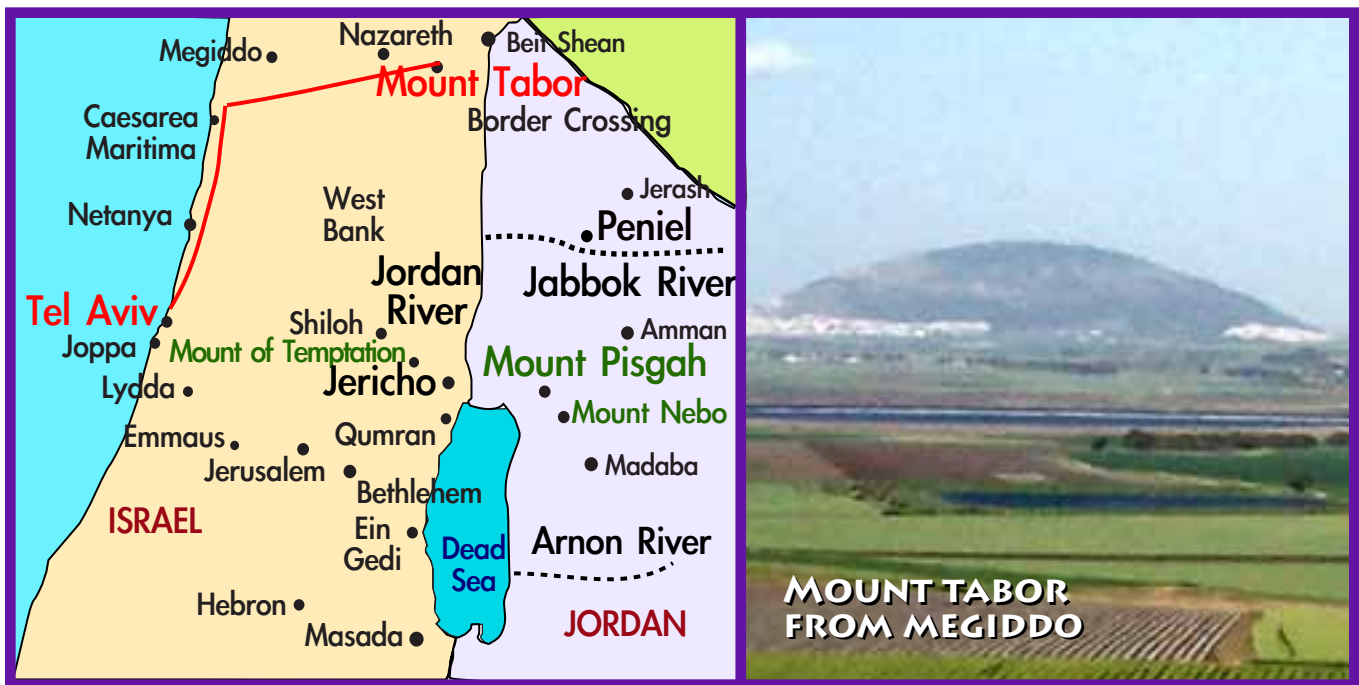 Megiddo
Nazareth
Beit Shean
Mount Tabor
Border Crossing
Caesarea
Maritima
Jerash
West
Bank
Netanya
Peniel
Jordan
River
Jabbok River
Tel Aviv
Shiloh
Amman
Joppa
Mount of Temptation
Mount Pisgah
Jericho
Lydda
Mount Nebo
Emmaus
Qumran
Jerusalem
Madaba
Bethlehem
ISRAEL
Ein
Gedi
Dead
Sea
Arnon River
Hebron
Masada
JORDAN
MOUNT TABOR
FROM MEGIDDO